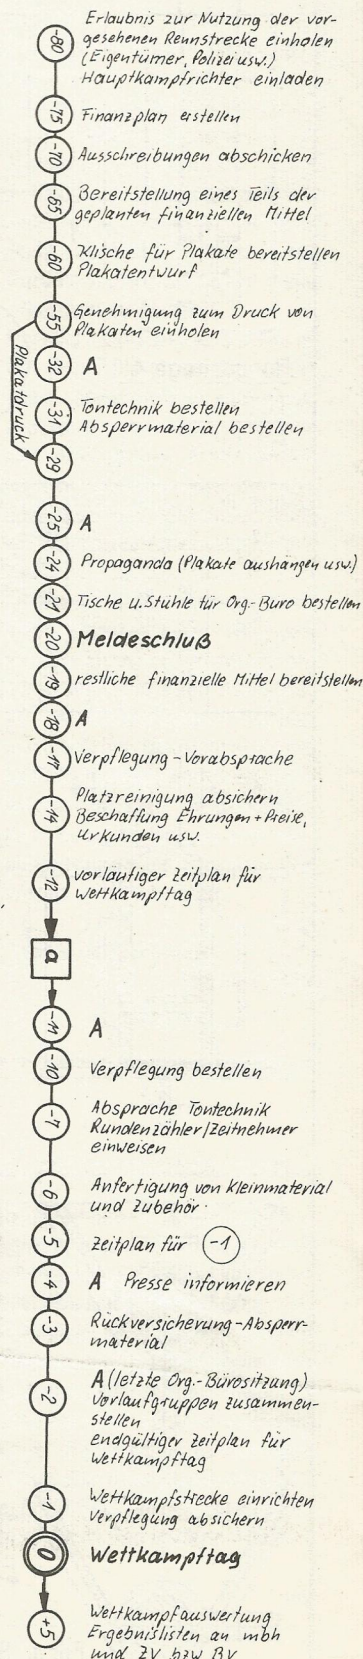 -80
Erlaubnis zur Nutzung der vor-
gesehenen Rennstrecke einholen
(Eigentümer, Polizei usw.)
Hauptkampfrichter einladen
-75
Finanzplan erstellen
-70
Ausschreibungen abschicken
-65
Bereitstellung eines Teils der
geplanten finanziellen Mittel
-60
Klische für Plakate bereitstellen
Plakatentwurf
-55
Genehmigung zum Druck von
Plakaten einholen
Plakatdruck
-32
A
-31
Tontechnik bestellen
Absperrmaterial bestellen
-29
-25
A
-24
Propaganda (Plakate aushängen usw.)
-21
Tische u. Stühle für Org.-Büro bestellen
-20
Meldeschluß
-19
restliche finanzielle Mittel bereitstellen
-18
A
-17
Verpflegung - Vorabsprache
-14
Platzreinigung absichern
Beschaffung Ehrungen + Preise,
Urkunden usw.
-12
vorläufiger Zeitplan für
Wettkampftag
a
-11
A
-10
Verpflegung bestellen
-7
Absprache Tontechnik
Rundenzähler/Zeitnehmer
einweisen
-6
Anfertigung von Kleinmaterial
und Zubehör
-5
Zeitplan für -1
-4
A Presse informieren
-3
Rückversicherung - Absperr-
material
-2
A (letzte Org.-Bürositzung)
Vorlaufgruppen zusammen-
stellen
endgültiger Zeitplan für
Wettkampftag
-1
Wettkampfstrecke einrichten
Verpflegung absichern
0
Wettkampftag
+5
Wettkampfauswertung
Ergebnislisten an mbh
und ZV bzw BV